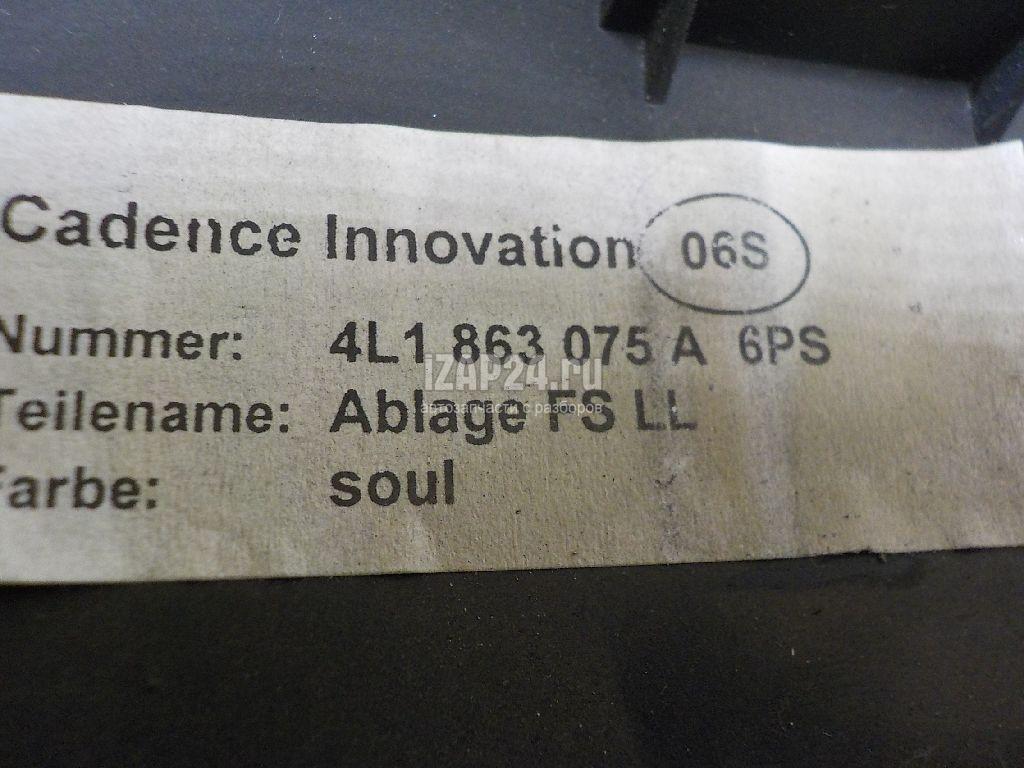 Cadence Innovation 06S
Nummer: 4L1 863 075 A 6PS
iZAP24.ru
Teilename: Ablage FS LL
автозапчасти с разборов
Farbe: soul